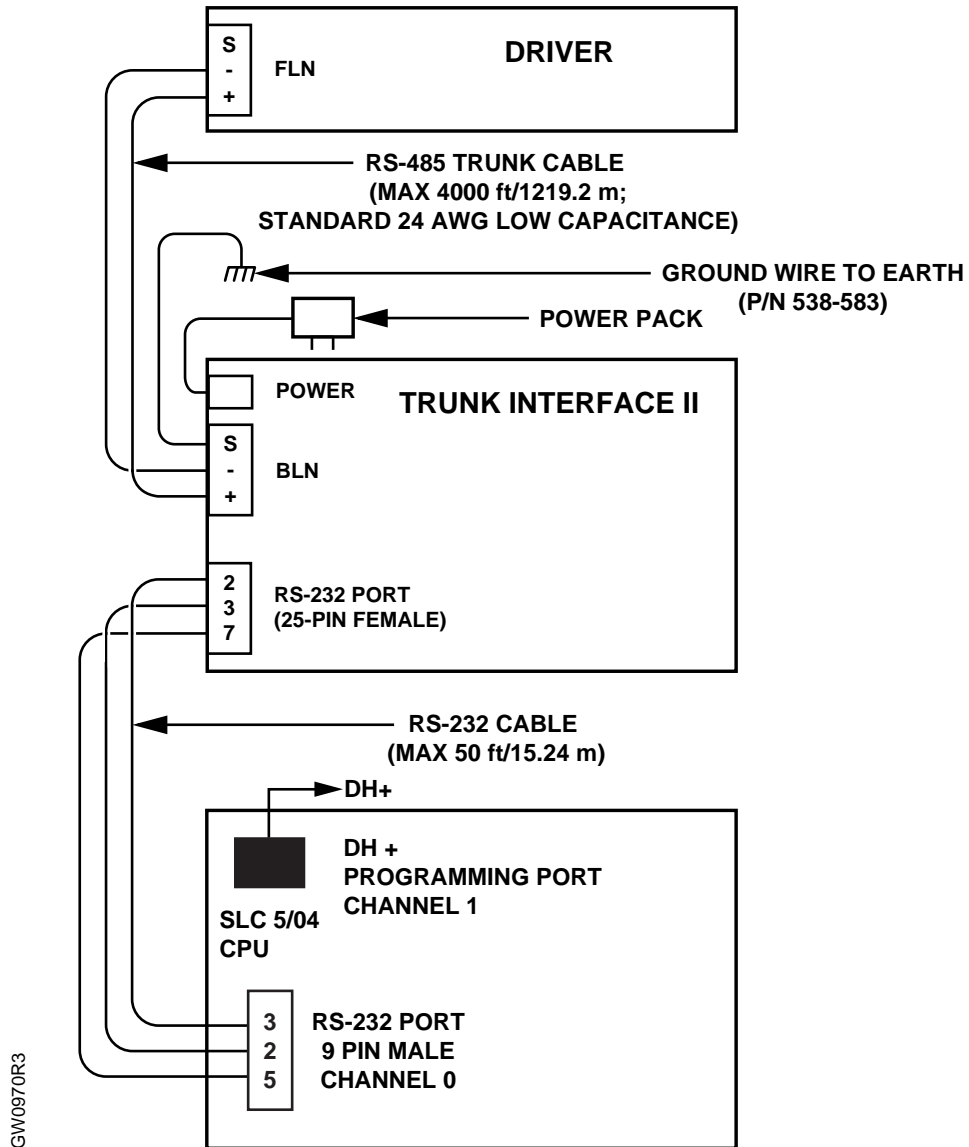 DRIVER
S
-
+
FLN
RS-485 TRUNK CABLE
(MAX 4000 ft/1219.2 m;
STANDARD 24 AWG LOW CAPACITANCE)
GROUND WIRE TO EARTH
(P/N 538-583)
POWER PACK
POWER
TRUNK INTERFACE II
S
-
+
BLN
2
3
7
RS-232 PORT
(25-PIN FEMALE)
RS-232 CABLE
(MAX 50 ft/15.24 m)
DH+
DH +
PROGRAMMING PORT
CHANNEL 1
SLC 5/04
CPU
3
2
5
RS-232 PORT
9 PIN MALE
CHANNEL 0
GW0970R3